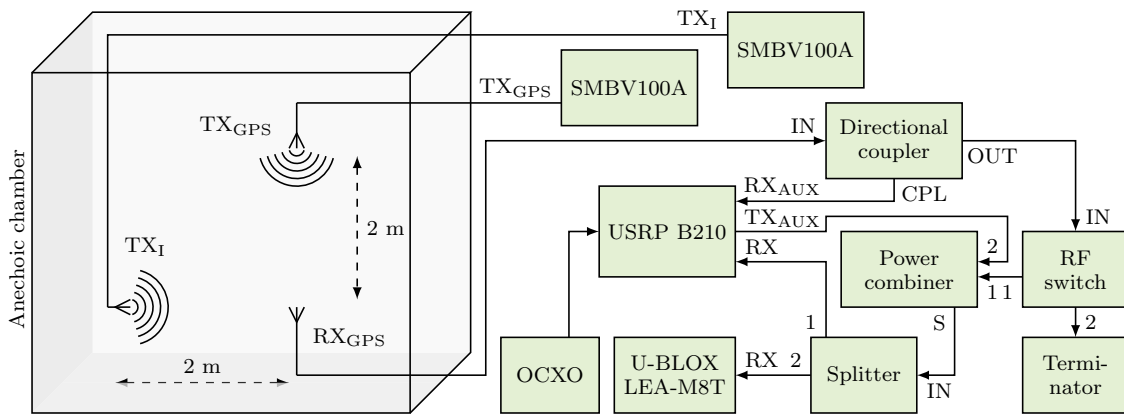 TX_I
SMBV100A
TX_GPS
SMBV100A
TX_GPS
IN
Directional
coupler
OUT
Anechoic chamber
2 m
RX_AUX
CPL
USRP B210
TX_AUX
RX
2
IN
Power
combiner
RF
switch
1 1
TX_I
RX_GPS
2 m
1
S
2
OCXO
U-BLOX
LEA-M8T
RX 2
Splitter
IN
Termi-
nator